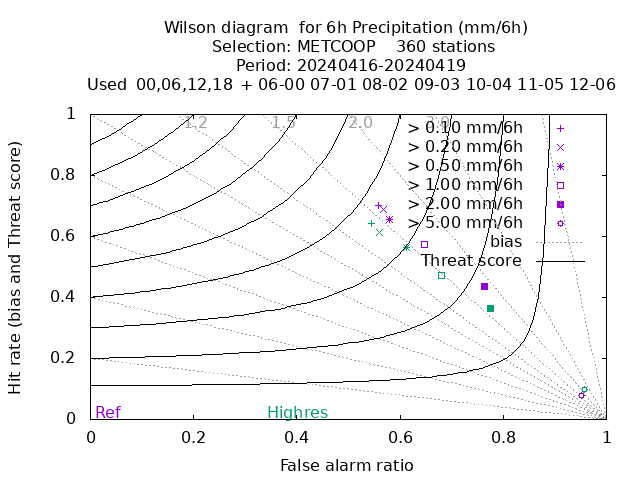 Wilson diagram  for 6h Precipitation (mm/6h)
Selection: METCOOP    360 stations
Period: 20240416-20240419
Used  00,06,12,18  + 06-00 07-01 08-02 09-03 10-04 11-05 12-06
1.2 1.5 2.0 3.0
> 0.10 mm/6h
> 0.20 mm/6h
> 0.50 mm/6h
> 1.00 mm/6h
> 2.00 mm/6h
> 5.00 mm/6h
bias
Threat score
Hit rate (bias and Threat score)
1
0.8
0.6
0.4
0.2
0
Ref
Highres
0 0.2 0.4 0.6 0.8 1
False alarm ratio